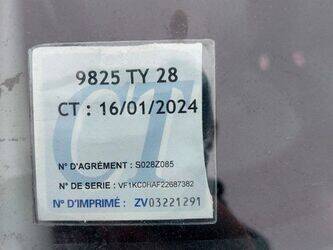 9825 TY 28
CT : 16/01/2024
CT
N° D'AGRÉMENT : S028Z085
N° DE SERIE : VF1KC0HAF22687382
N° D'IMPRIMÉ : ZV03221291